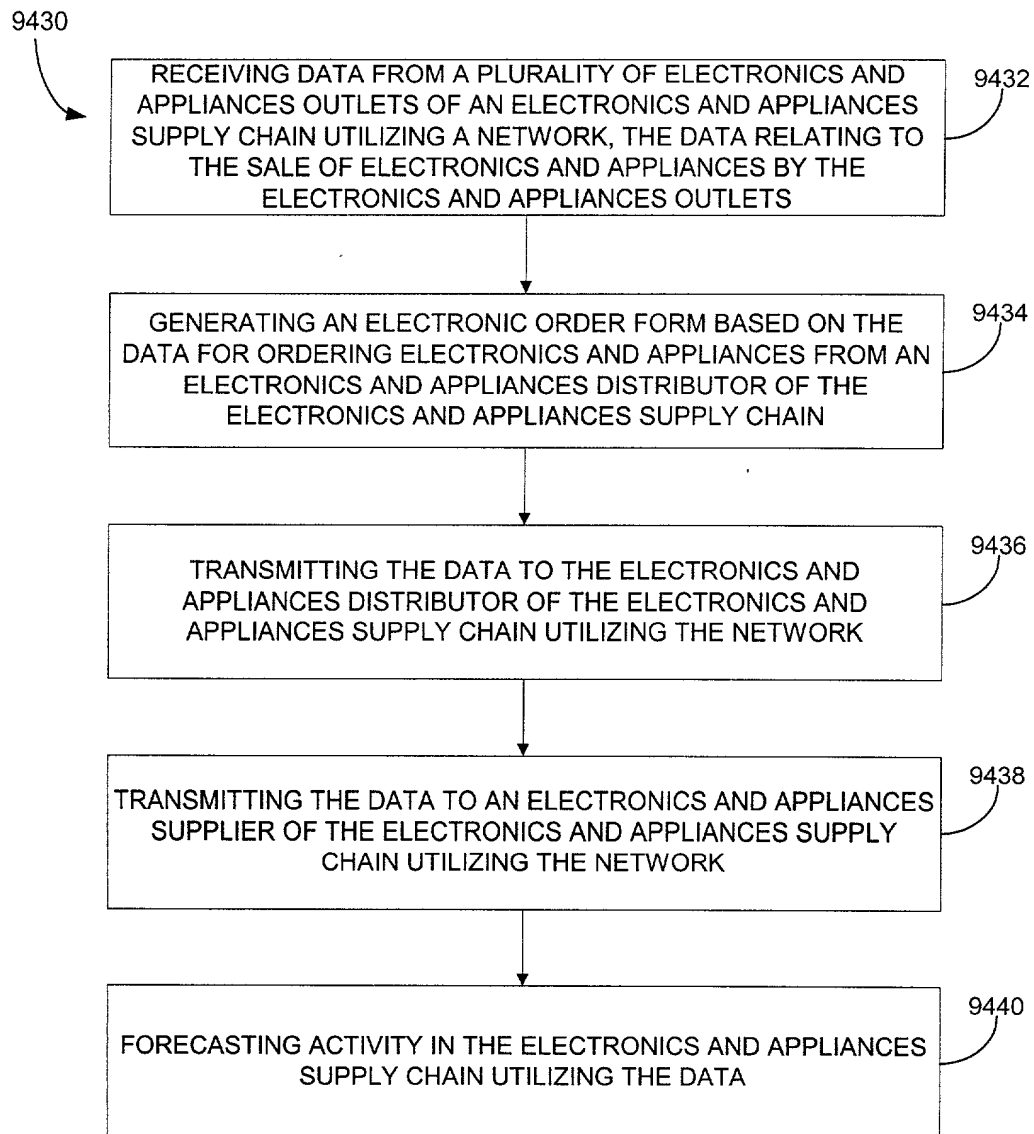 9430
RECEIVING DATA FROM A PLURALITY OF ELECTRONICS AND
APPLIANCES OUTLETS OF AN ELECTRONICS AND APPLIANCES
SUPPLY CHAIN UTILIZING A NETWORK, THE DATA RELATING TO
THE SALE OF ELECTRONICS AND APPLIANCES BY THE
ELECTRONICS AND APPLIANCES OUTLETS
9432
GENERATING AN ELECTRONIC ORDER FORM BASED ON THE
DATA FOR ORDERING ELECTRONICS AND APPLIANCES FROM AN
ELECTRONICS AND APPLIANCES DISTRIBUTOR OF THE
ELECTRONICS AND APPLIANCES SUPPLY CHAIN
9434
TRANSMITTING THE DATA TO THE ELECTRONICS AND
APPLIANCES DISTRIBUTOR OF THE ELECTRONICS AND
APPLIANCES SUPPLY CHAIN UTILIZING THE NETWORK
9436
TRANSMITTING THE DATA TO AN ELECTRONICS AND APPLIANCES
SUPPLIER OF THE ELECTRONICS AND APPLIANCES SUPPLY
CHAIN UTILIZING THE NETWORK
9438
FORECASTING ACTIVITY IN THE ELECTRONICS AND APPLIANCES
SUPPLY CHAIN UTILIZING THE DATA
9440